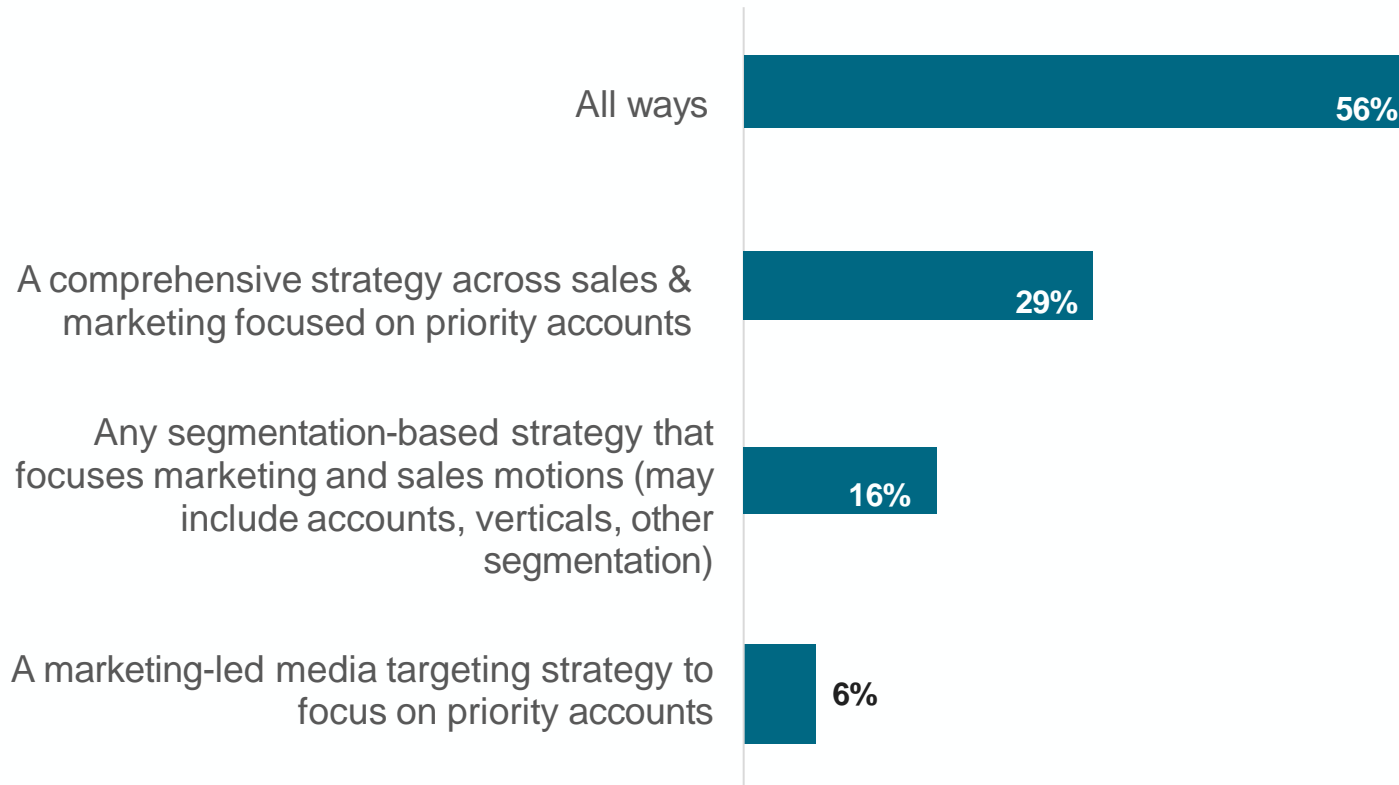 All ways
56%
A comprehensive strategy across sales &
marketing focused on priority accounts
29%
Any segmentation-based strategy that
focuses marketing and sales motions (may
include accounts, verticals, other
segmentation)
16%
A marketing-led media targeting strategy to
focus on priority accounts
6%